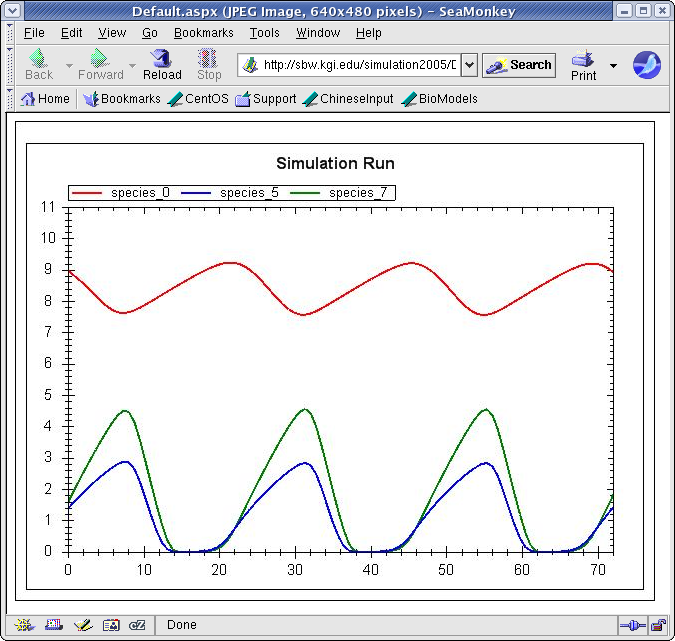 Default.aspx (JPEG Image, 640x480 pixels) - SeaMonkey
File Edit View Go Bookmarks Tools Window Help
Back Forward Reload Stop http://sbw.kgi.edu/simulation2005/D Search Print
Home Bookmarks CentOS Support ChineseInput BioModels
Simulation Run
species_0 species_5 species_7
11
10
9
8
7
6
5
4
3
2
1
0
0 10 20 30 40 50 60 70
Done